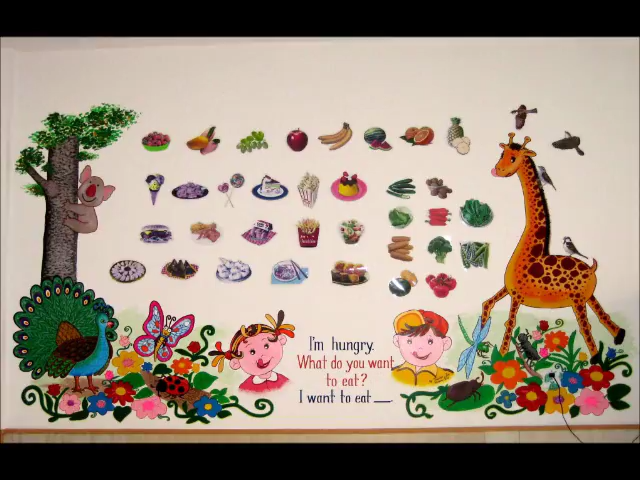 I'm hungry.
What do you want
to eat?
I want to eat ___.